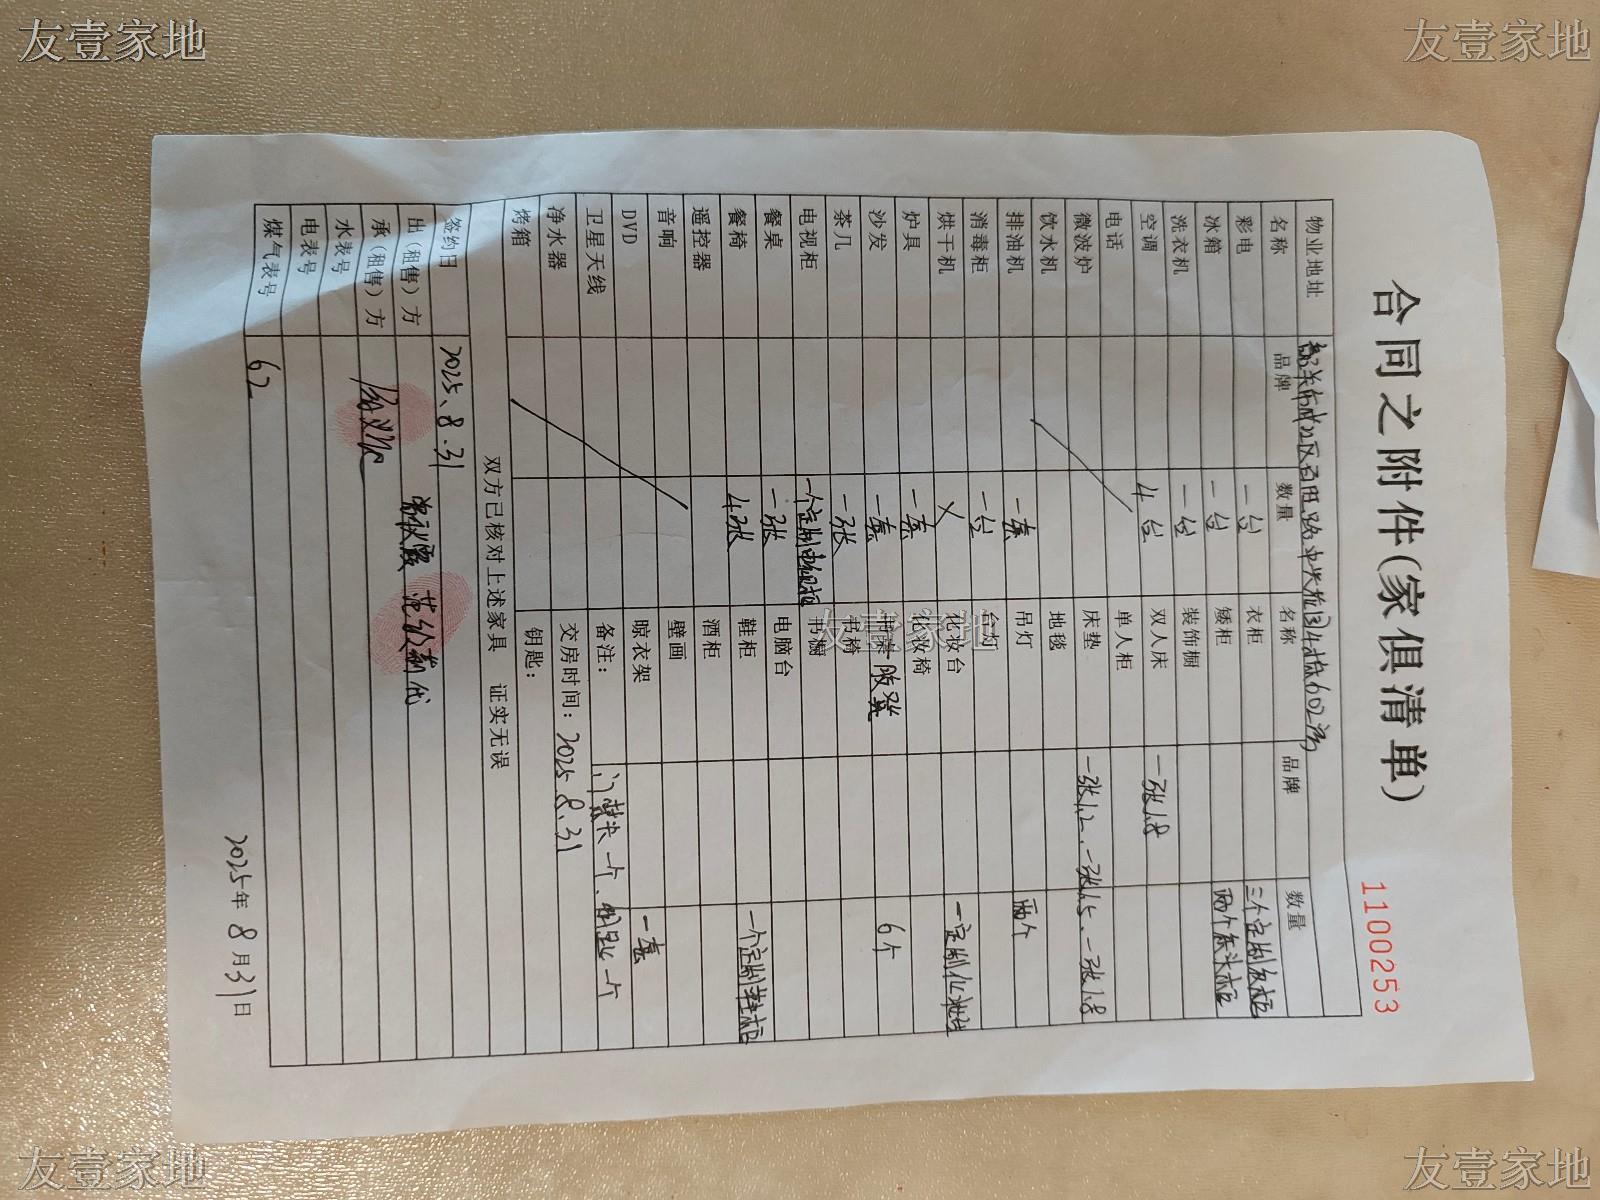 友壹家地
友壹家地
合同之附件(家俱清单)
1100253
物业地址
名称 品牌 数量 名称 品牌 数量
彩电 一台 衣柜 三个定制衣柜
冰箱 一台 矮柜 两个床头柜
洗衣机 一台 装饰橱
空调 4台 双人床 一张1.8
电话 单人柜
微波炉 床垫 一张1.2、一张1.5、一张1.8
饮水机 地毯
排油机 一套 吊灯 两个
消毒柜 一台 台灯
烘干机 X 化妆台 一定制化妆台
炉具 一套 化妆椅
沙发 一套 6个
茶几 一张 书椅
电视柜 一个定制电视柜 书橱
餐桌 一张 电脑台
餐椅 4张 鞋柜 一个定制鞋柜
遥控器 酒柜
音响 壁画
DVD 晾衣架 一套
卫星天线 备注:
净水器 交房时间: 2025.8.31
烤箱 钥匙:
双方已核对上述家具 证实无误
签约日 2025.8.31
出(租售)方
承(租售)方
水表号
电表号
煤气表号 62
2025年8月31日
友壹家地
友壹家地
友壹家地